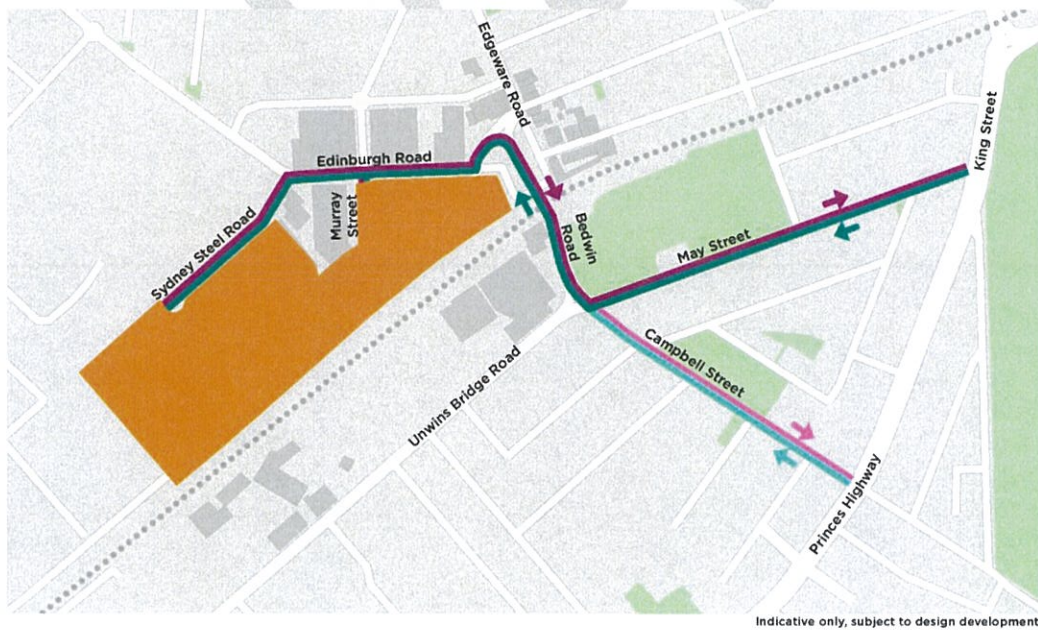 Edgeware Road
King Street
Edinburgh Road
Murray
Street
Sydney Steel Road
Bedwin
Road
May Street
Campbell Street
Unwins Bridge Road
Princes Highway
Indicative only, subject to design development